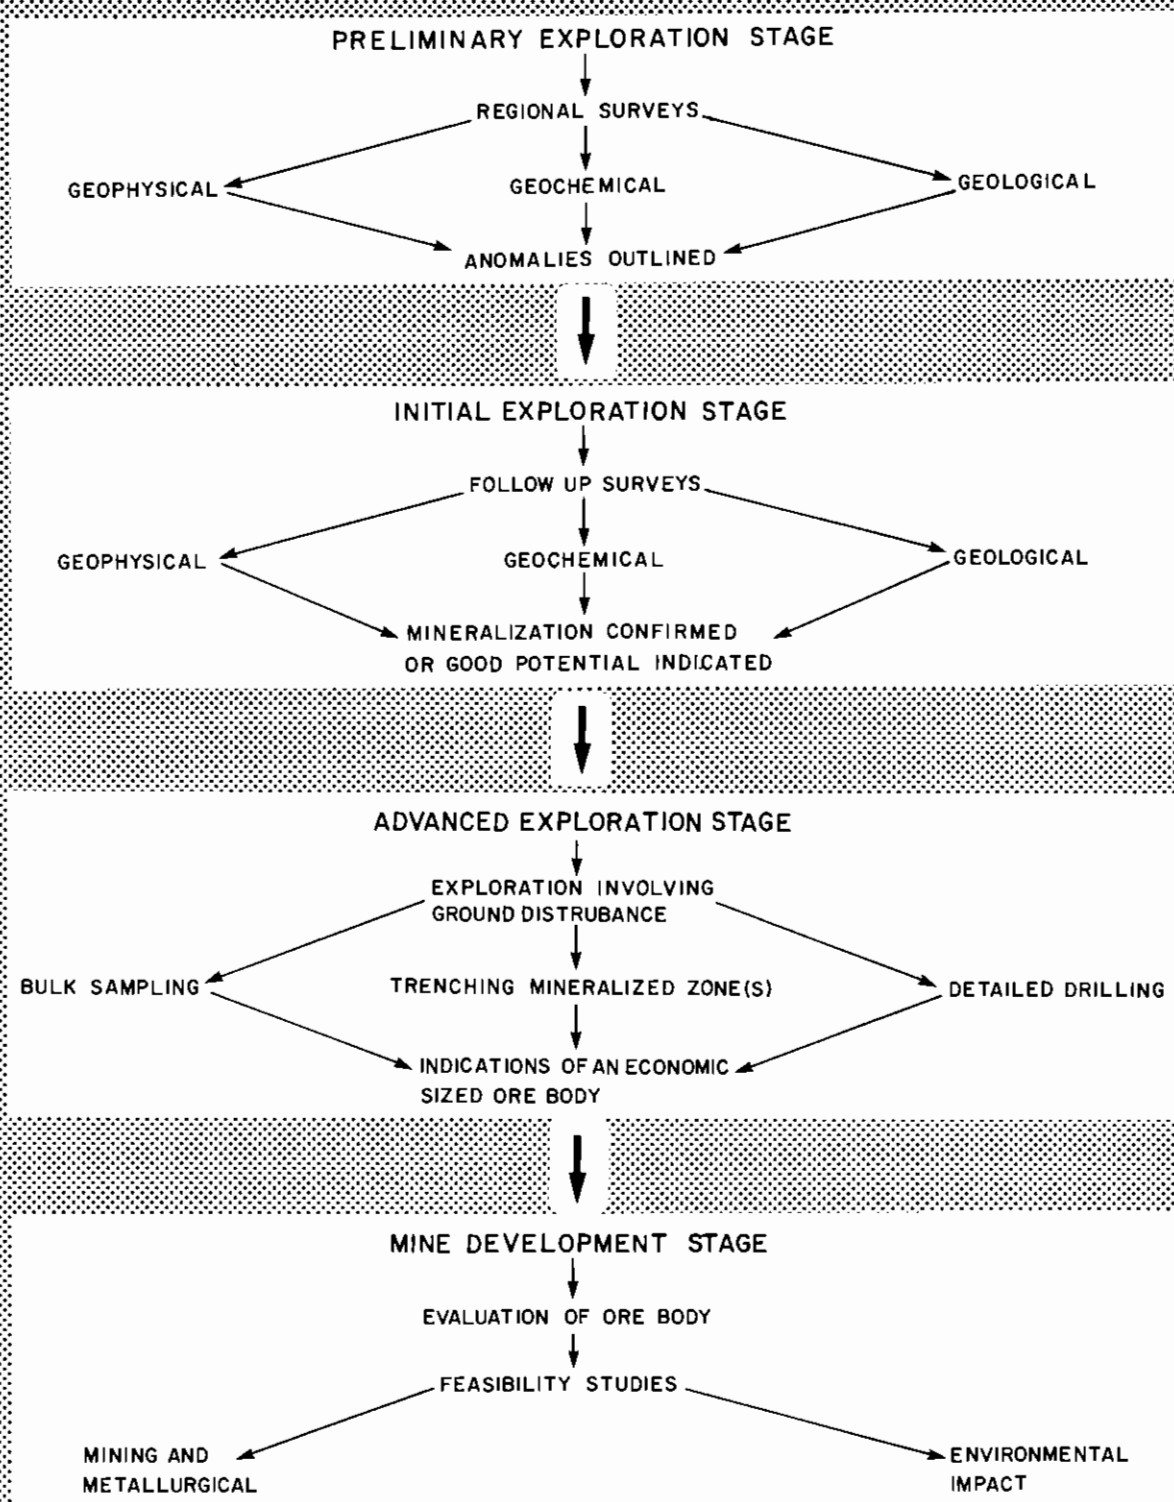 PRELIMINARY EXPLORATION STAGE
REGIONAL SURVEYS
GEOPHYSICAL
GEOCHEMICAL
GEOLOGICAL
ANOMALIES OUTLINED
INITIAL EXPLORATION STAGE
FOLLOW UP SURVEYS
GEOPHYSICAL
GEOCHEMICAL
GEOLOGICAL
MINERALIZATION CONFIRMED
OR GOOD POTENTIAL INDICATED
ADVANCED EXPLORATION STAGE
EXPLORATION INVOLVING
GROUND DISTRUBANCE
BULK SAMPLING
TRENCHING MINERALIZED ZONE(S)
DETAILED DRILLING
INDICATIONS OF AN ECONOMIC
SIZED ORE BODY
MINE DEVELOPMENT STAGE
EVALUATION OF ORE BODY
FEASIBILITY STUDIES
MINING AND
METALLURGICAL
ENVIRONMENTAL
IMPACT